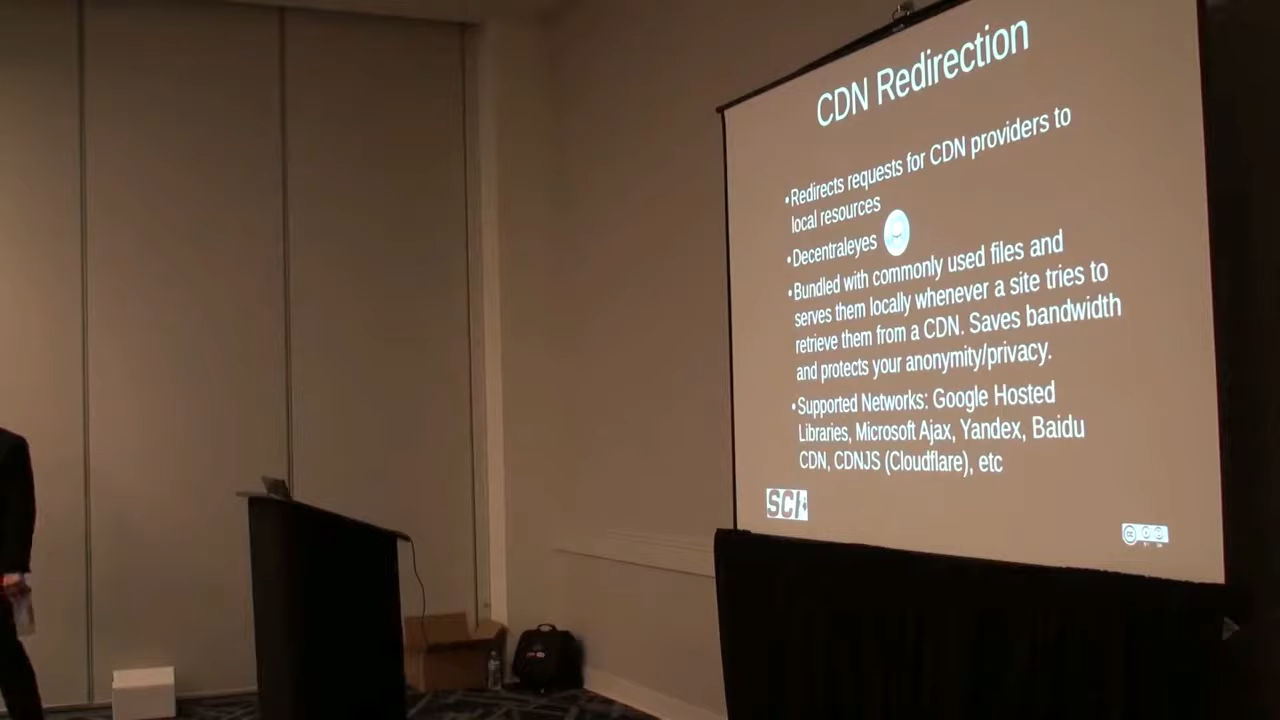 CDN Redirection
•Redirects requests for CDN providers to
local resources
•Decentraleyes
•Bundled with commonly used files and
serves them locally whenever a site tries to
retrieve them from a CDN. Saves bandwidth
and protects your anonymity/privacy.
•Supported Networks: Google Hosted
Libraries, Microsoft Ajax, Yandex, Baidu
CDN, CDNJS (Cloudflare), etc
SCI
cc